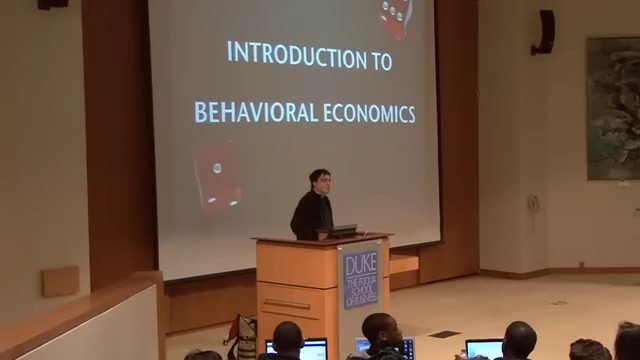 INTRODUCTION TO
BEHAVIORAL ECONOMICS
DUKE
THE FUQUA
SCHOOL
OF BUSINESS